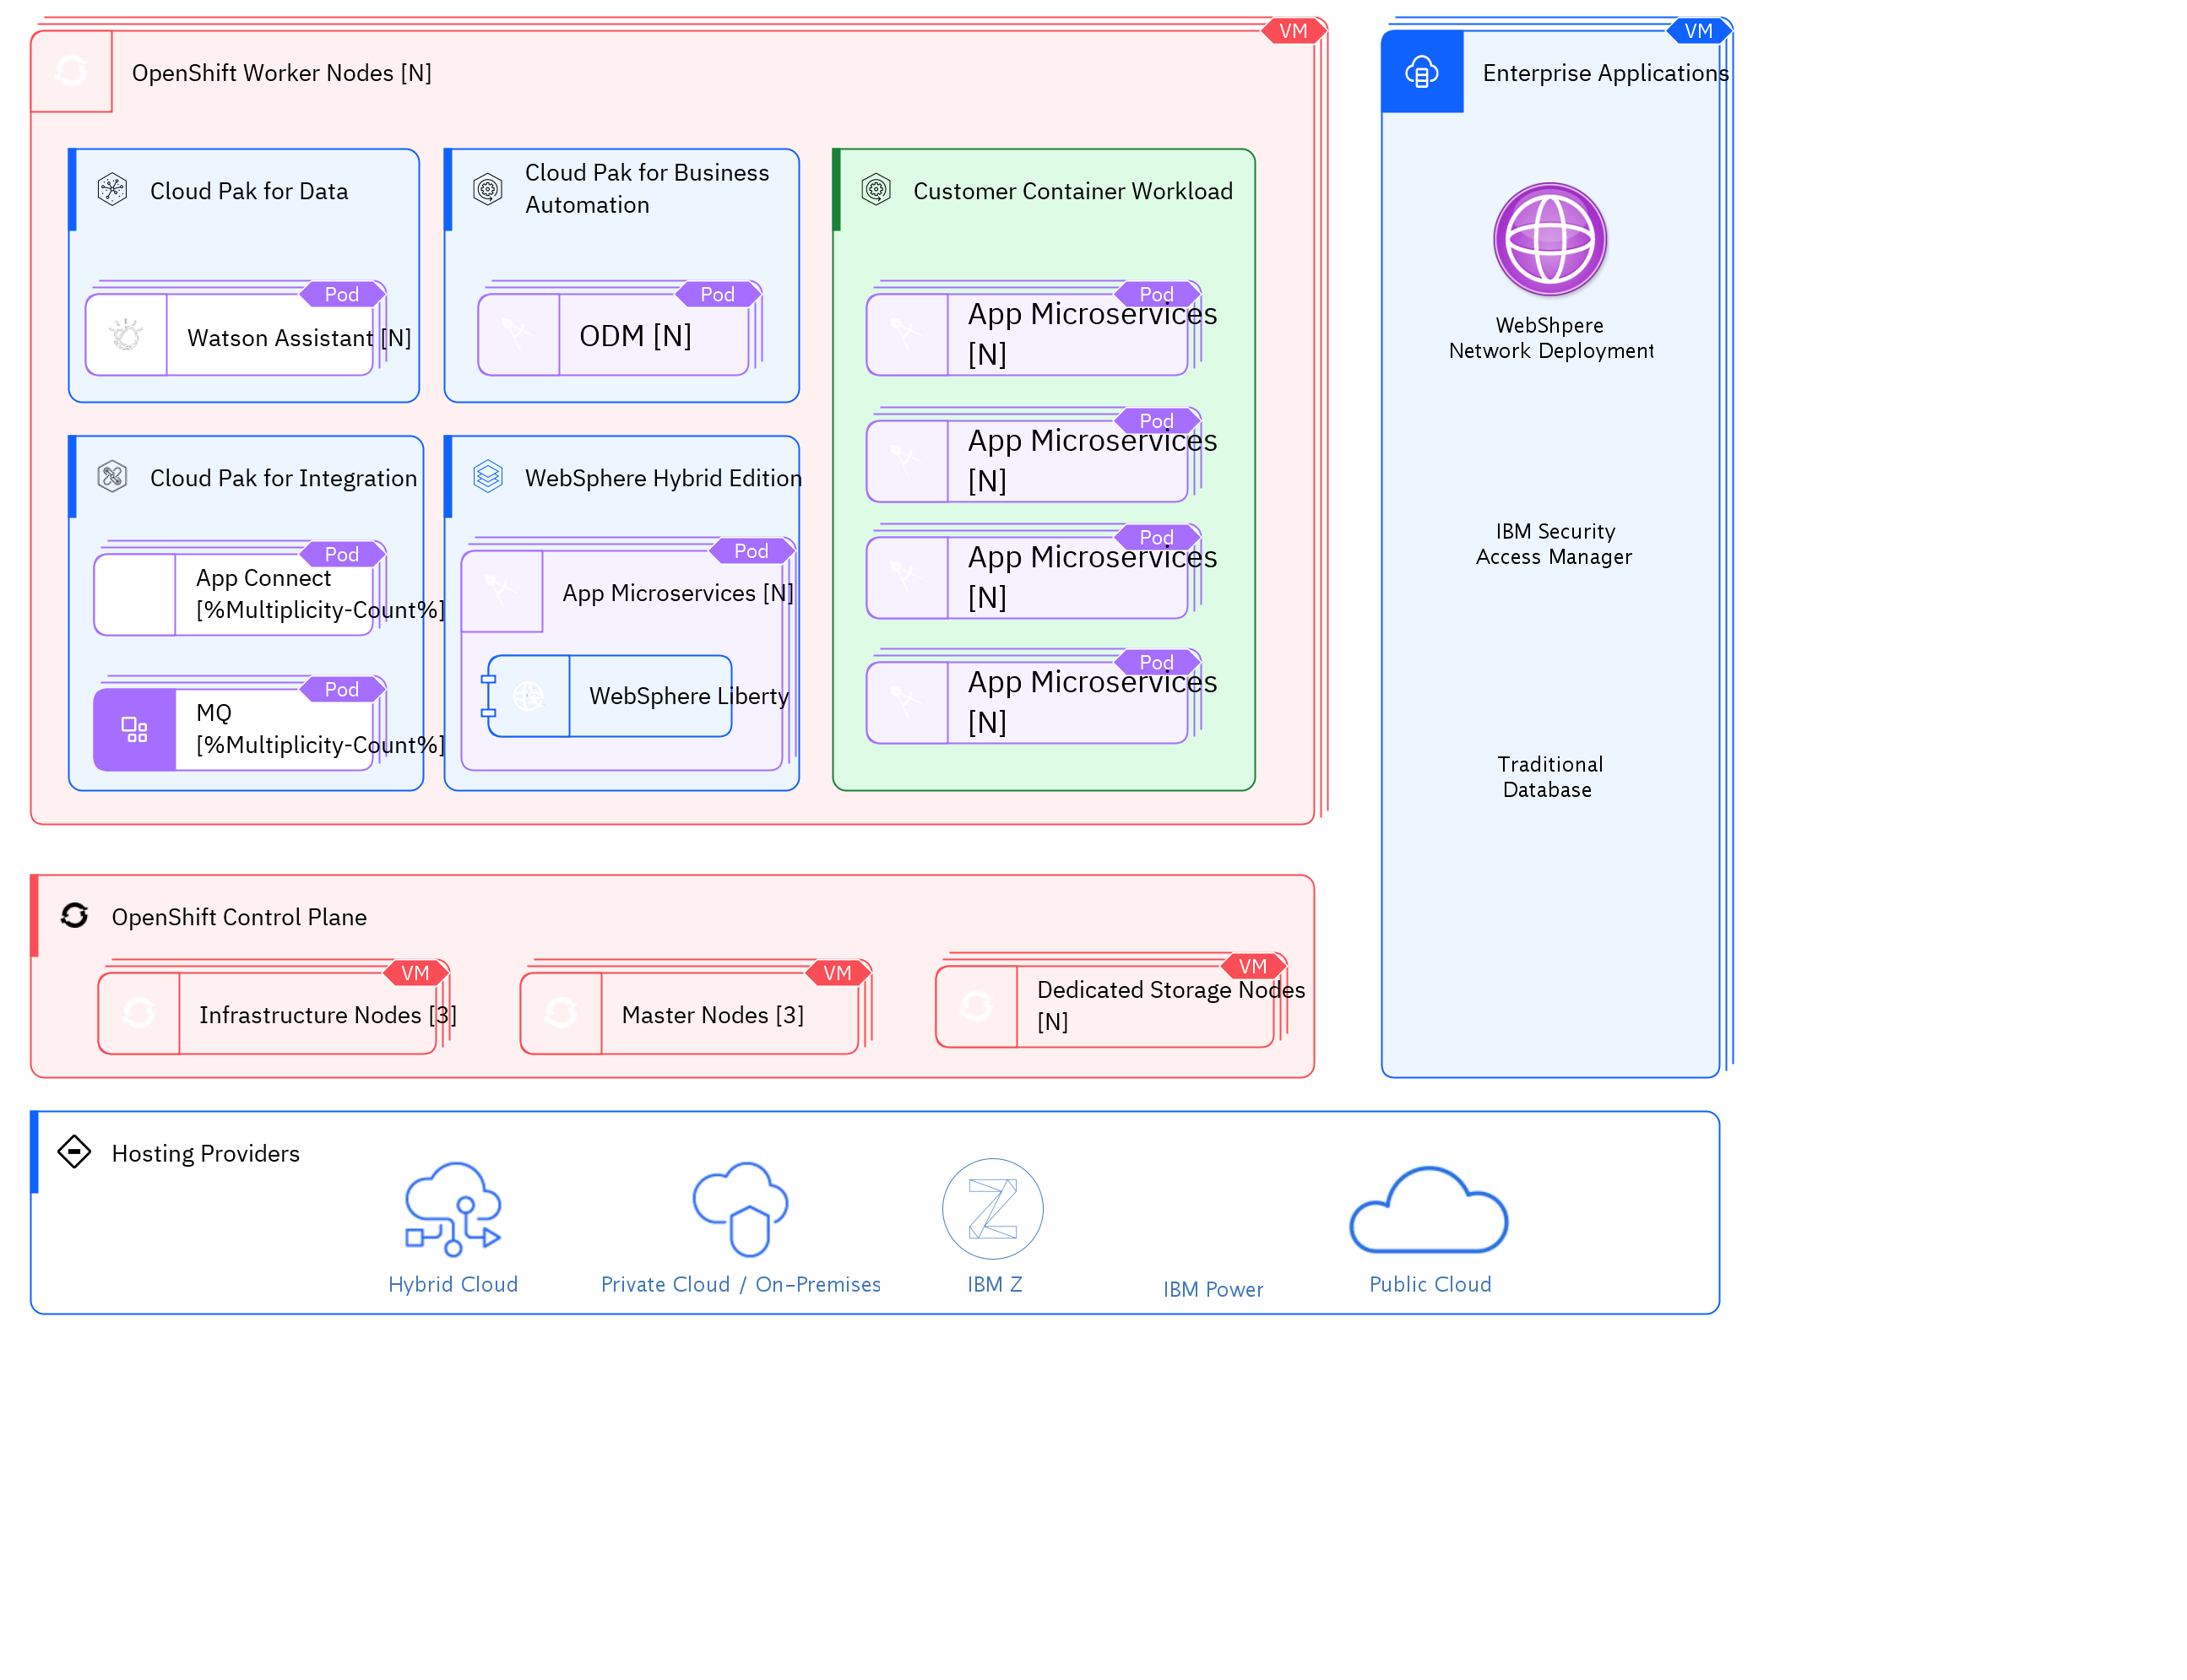 VM
OpenShift Worker Nodes [N]
Cloud Pak for Data
Pod
Watson Assistant [N]
Cloud Pak for Business
Automation
Pod
ODM [N]
Cloud Pak for Integration
Pod
App Connect
[%Multiplicity-Count%]
Pod
MQ
[%Multiplicity-Count%]
WebSphere Hybrid Edition
Pod
App Microservices [N]
WebSphere Liberty
Customer Container Workload
Pod
App Microservices
[N]
Pod
App Microservices
[N]
Pod
App Microservices
[N]
Pod
App Microservices
[N]
VM
Enterprise Applications
WebShpere
Network Deployment
IBM Security
Access Manager
Traditional
Database
OpenShift Control Plane
VM
Infrastructure Nodes [3]
VM
Master Nodes [3]
VM
Dedicated Storage Nodes
[N]
Hosting Providers
Hybrid Cloud
Private Cloud / On-Premises
IBM Z
IBM Power
Public Cloud